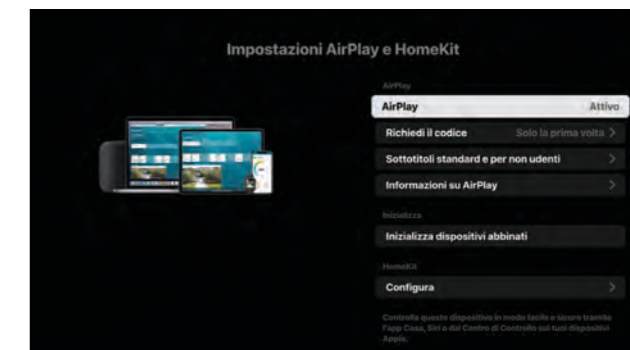 Impostazioni AirPlay e HomeKit
AirPlay
AirPlay Attivo
Richiedi il codice Solo la prima volta >
Sottotitoli standard e per non udenti >
Informazioni su AirPlay >
Inizializza
Inizializza dispositivi abbinati
HomeKit
Configura >
Controlla questo dispositivo in modo facile e sicuro tramite
l'app Casa, Siri o dal Centro di Controllo sui tuoi dispositivi
Apple.